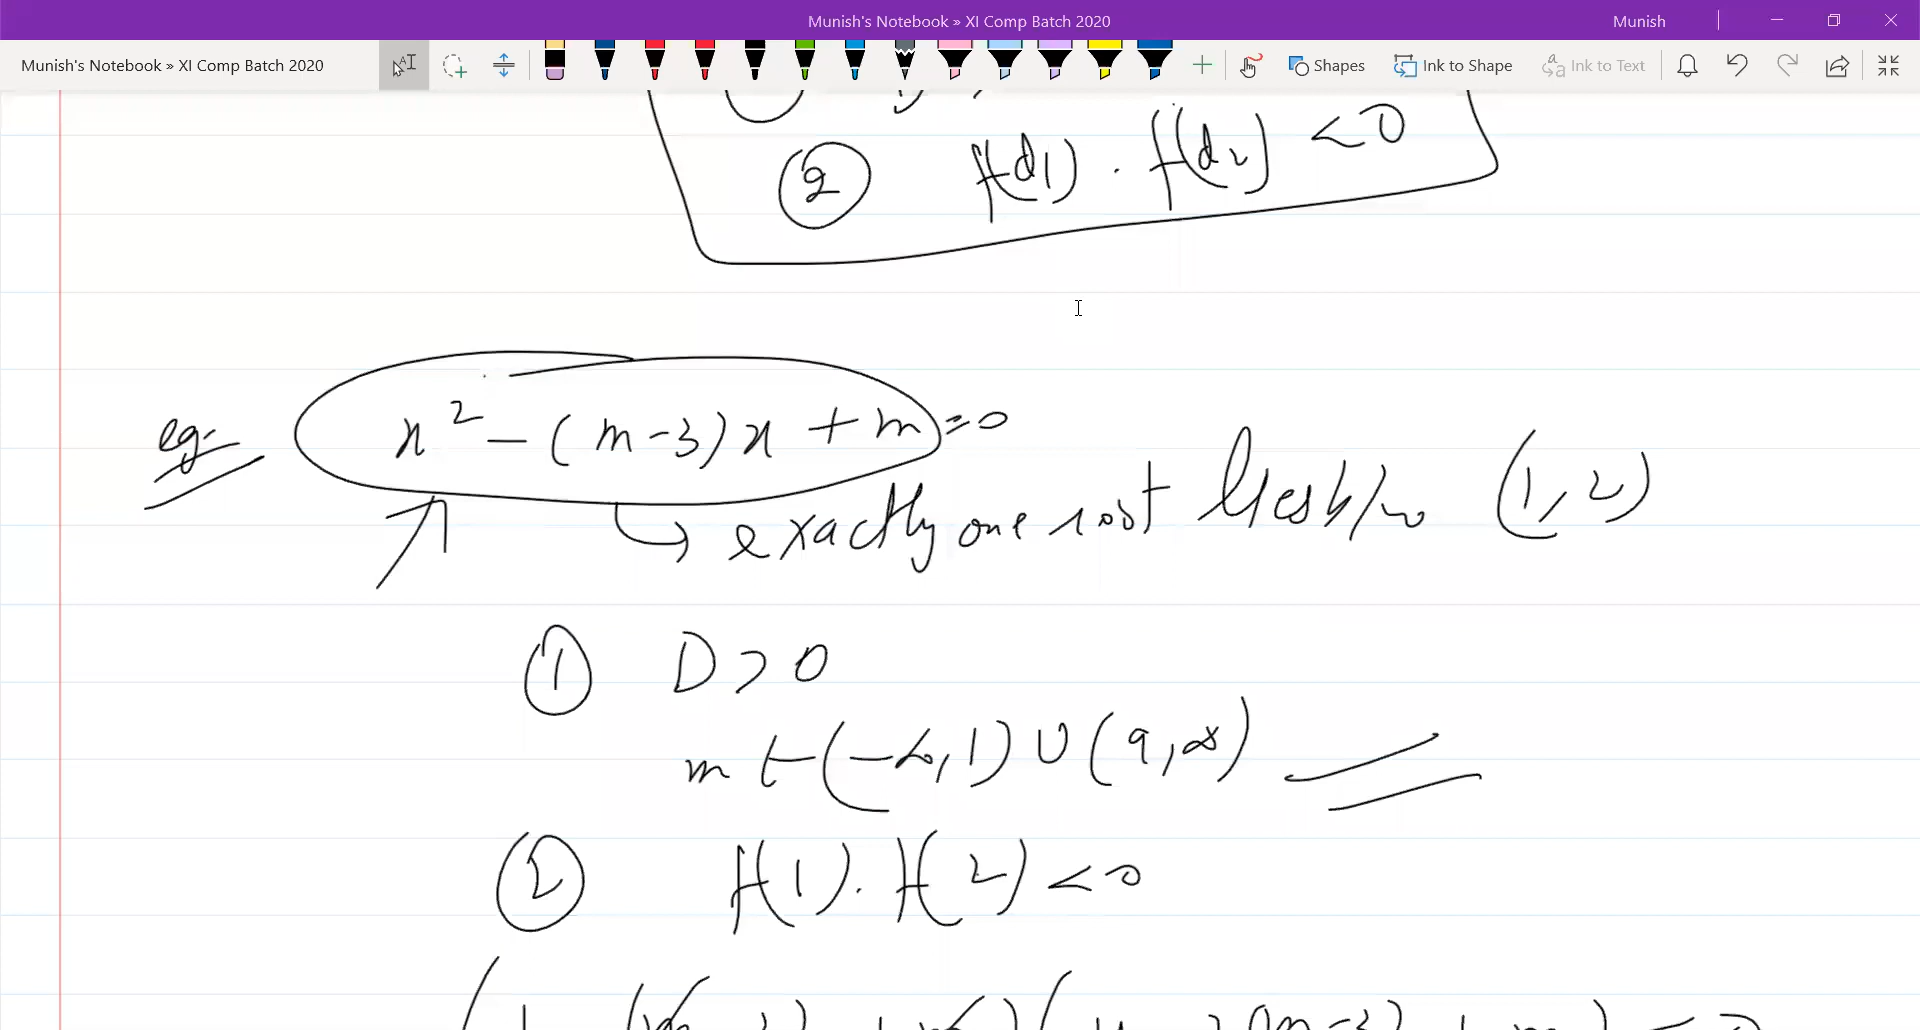 Munish's Notebook » XI Comp Batch 2020
Munish
Munish's Notebook » XI Comp Batch 2020
Shapes
Ink to Shape
Ink to Text
② f(d1) . f(d2) <0
eg- x² - (m-3)x + m = 0
↳ exactly one root lies b/w (1, 2)
① D > 0
m ∈ (-∞, 1) ∪ (9, ∞)
② f(1) . f(2) < 0